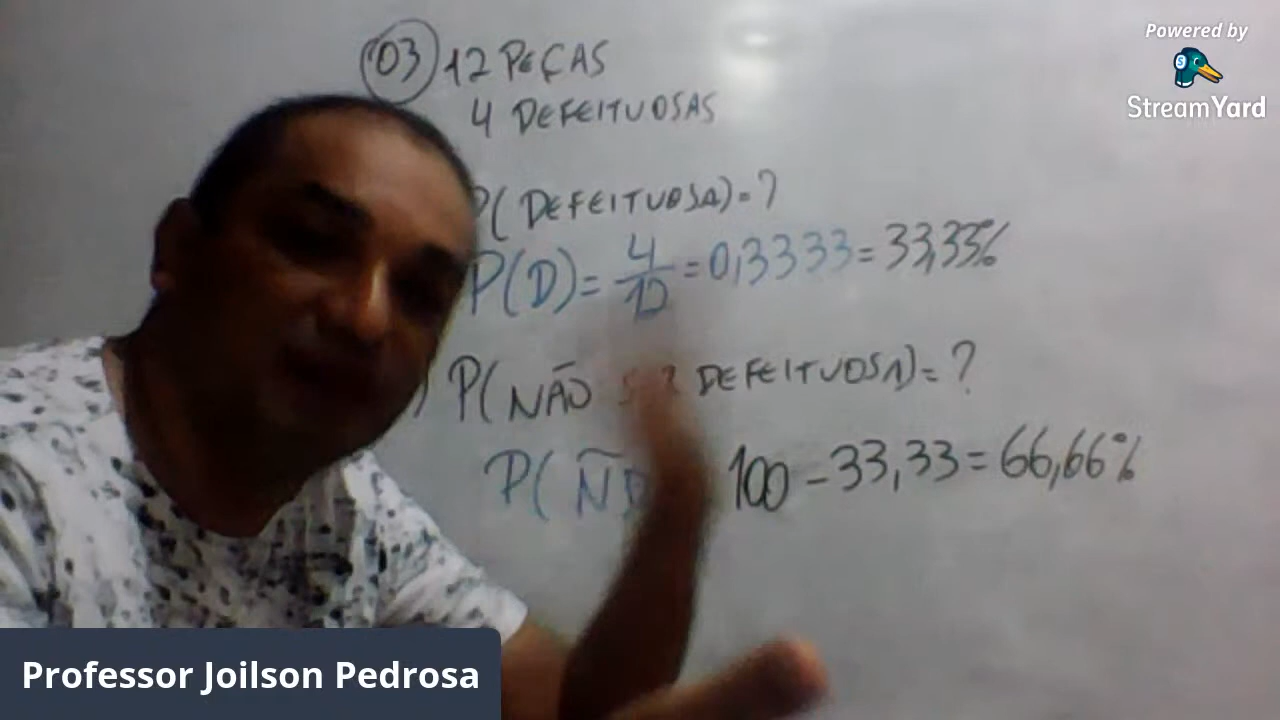 Powered by
StreamYard
03 12 PEÇAS
4 DEFEITUOSAS
P( DEFEITUOSA) = ?
P(D) = 4/12 = 0,3333 = 33,33%
) P( NÃO DEFEITUOSA) = ?
P( 100 - 33,33 = 66,66%
Professor Joilson Pedrosa